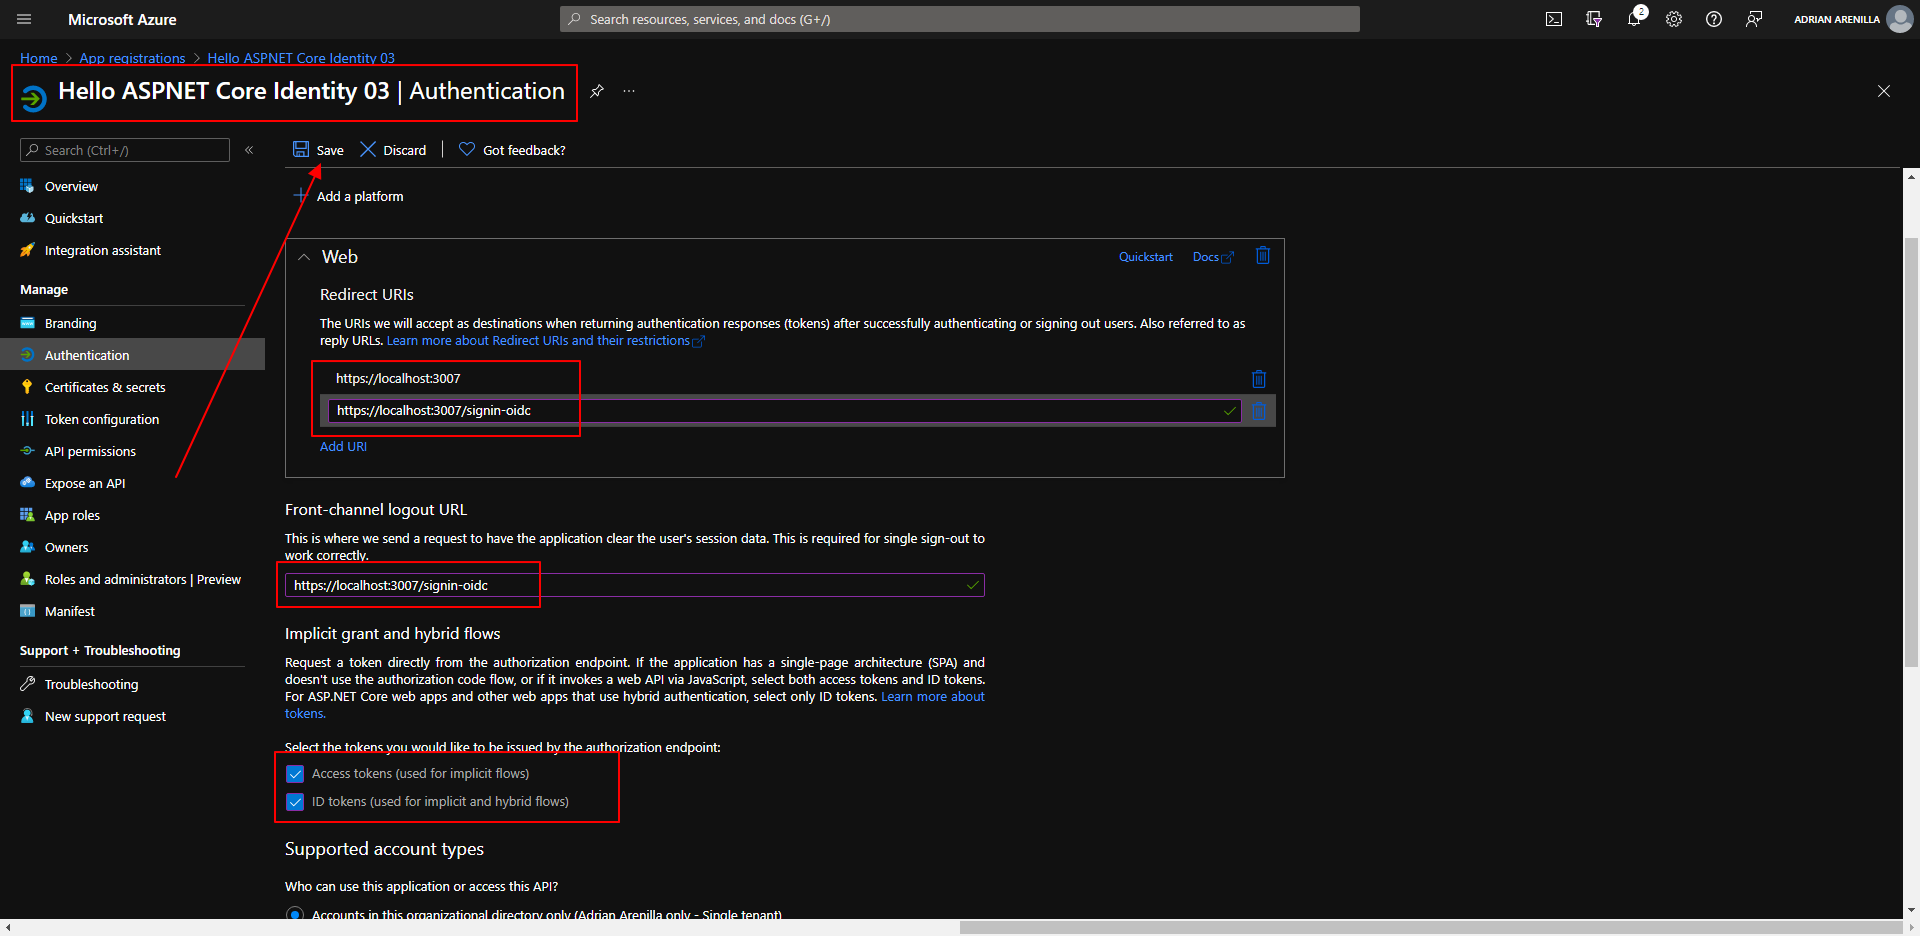 Microsoft Azure
Search resources, services, and docs (G+/)
2
ADRIAN ARENILLA
Home > App registrations > Hello ASPNET Core Identity 03
Hello ASPNET Core Identity 03 | Authentication
...
Search (Ctrl+/)
«
Save
Discard
Got feedback?
Overview
Quickstart
Integration assistant
Manage
Branding
Authentication
Certificates & secrets
Token configuration
API permissions
Expose an API
App roles
Owners
Roles and administrators | Preview
Manifest
Support + Troubleshooting
Troubleshooting
New support request
Add a platform
Web
Quickstart
Docs
Redirect URIs
The URIs we will accept as destinations when returning authentication responses (tokens) after successfully authenticating or signing out users. Also referred to as
reply URLs. Learn more about Redirect URIs and their restrictions
https://localhost:3007
https://localhost:3007/signin-oidc
Add URI
Front-channel logout URL
This is where we send a request to have the application clear the user's session data. This is required for single sign-out to
work correctly.
https://localhost:3007/signin-oidc
Implicit grant and hybrid flows
Request a token directly from the authorization endpoint. If the application has a single-page architecture (SPA) and
doesn't use the authorization code flow, or if it invokes a web API via JavaScript, select both access tokens and ID tokens.
For ASP.NET Core web apps and other web apps that use hybrid authentication, select only ID tokens. Learn more about
tokens.
Select the tokens you would like to be issued by the authorization endpoint:
Access tokens (used for implicit flows)
ID tokens (used for implicit and hybrid flows)
Supported account types
Who can use this application or access this API?
Accounts in this organizational directory only (Adrian Arenilla only - Single tenant)